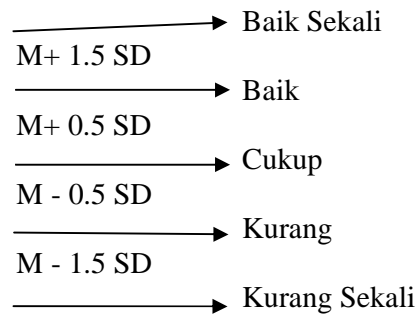 Baik Sekali
M+ 1.5 SD
Baik
M+ 0.5 SD
Cukup
M - 0.5 SD
Kurang
M - 1.5 SD
Kurang Sekali